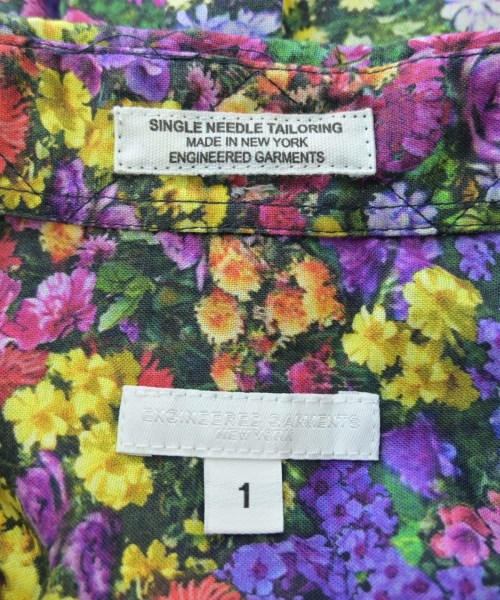 SINGLE NEEDLE TAILORING
MADE IN NEW YORK
ENGINEERED GARMENTS
ENGINEERED GARMENTS
NEW YORK
1